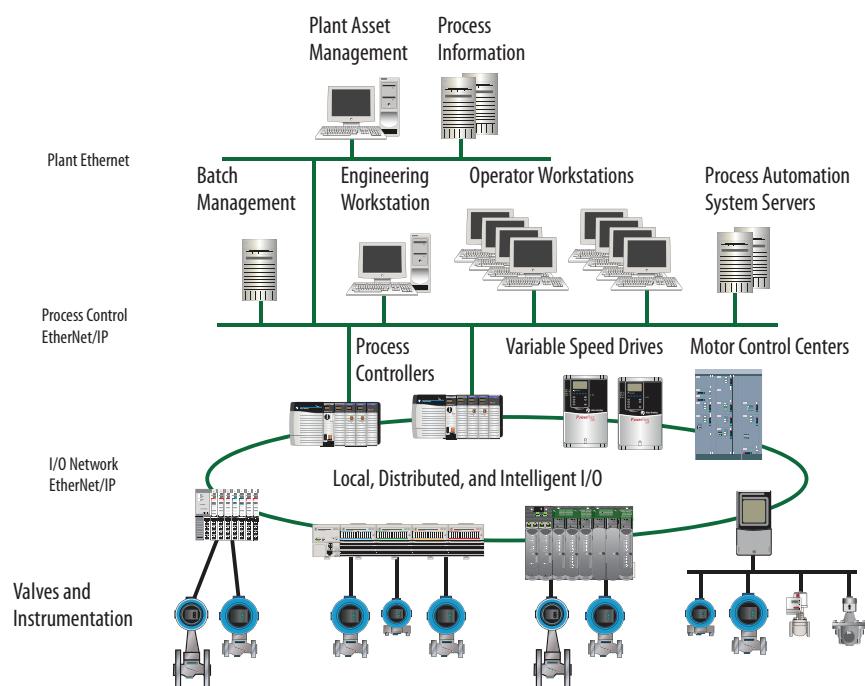 Plant Asset
Management
Process
Information
Plant Ethernet
Batch
Management
Engineering
Workstation
Operator Workstations
Process Automation
System Servers
Process Control
EtherNet/IP
Process
Controllers
Variable Speed Drives
Motor Control Centers
I/O Network
EtherNet/IP
Local, Distributed, and Intelligent I/O
Valves and
Instrumentation